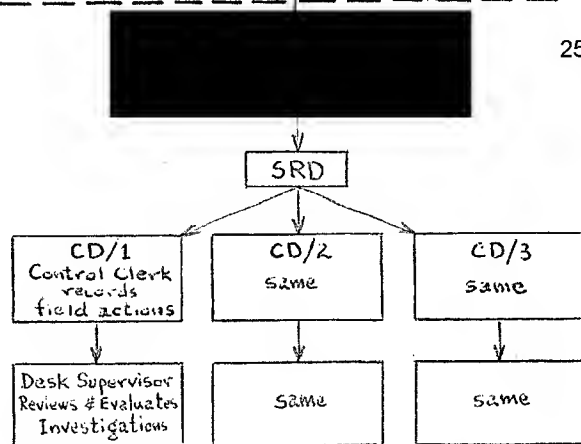 25
SRD
CD/1
Control Clerk
records
field actions
CD/2
same
CD/3
same
Desk Supervisor
Reviews & Evaluates
Investigations
same
same